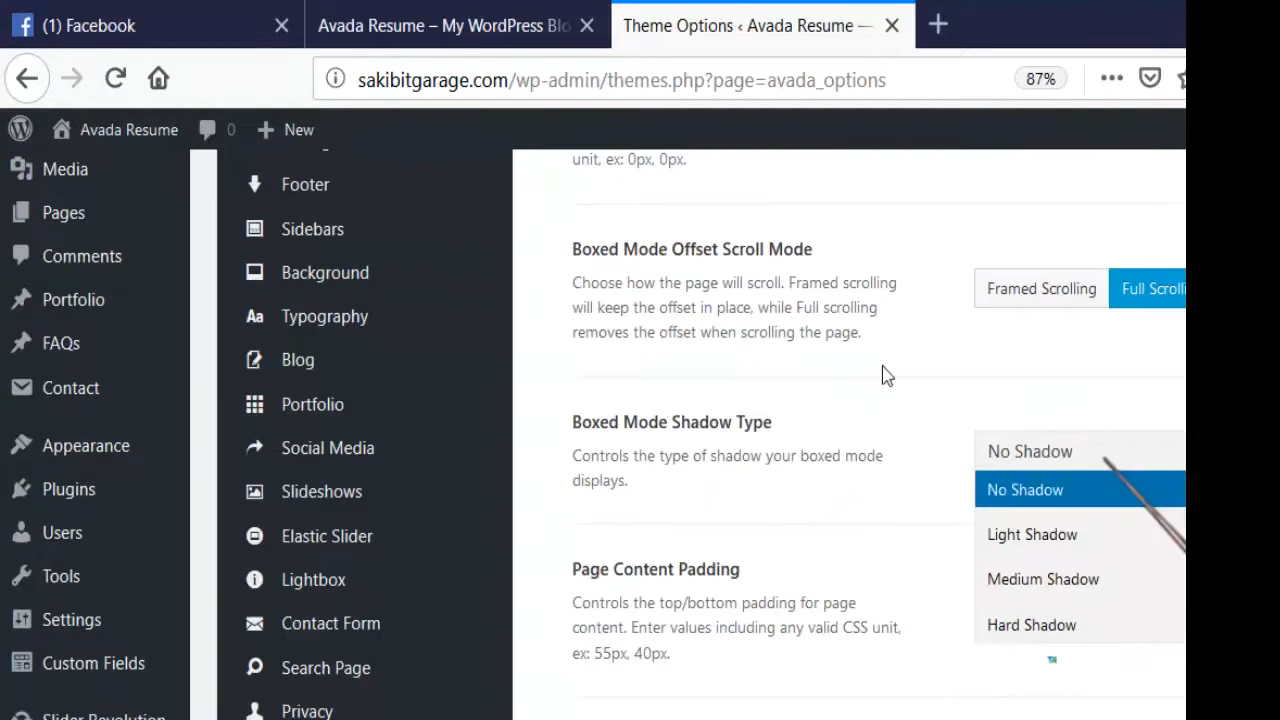 (1) Facebook
Avada Resume – My WordPress Blo
Theme Options ‹ Avada Resume —
sakibitgarage.com/wp-admin/themes.php?page=avada_options
87%
Avada Resume
0
New
Media
Pages
Comments
Portfolio
FAQs
Contact
Appearance
Plugins
Users
Tools
Settings
Custom Fields
Slider Revolution
Footer
Sidebars
Background
Aa Typography
Blog
Portfolio
Social Media
Slideshows
Elastic Slider
Lightbox
Contact Form
Search Page
Privacy
unit, ex: 0px, 0px.
Boxed Mode Offset Scroll Mode
Choose how the page will scroll. Framed scrolling
will keep the offset in place, while Full scrolling
removes the offset when scrolling the page.
Framed Scrolling
Full Scrolli
Boxed Mode Shadow Type
Controls the type of shadow your boxed mode
displays.
No Shadow
No Shadow
Light Shadow
Medium Shadow
Hard Shadow
Page Content Padding
Controls the top/bottom padding for page
content. Enter values including any valid CSS unit,
ex: 55px, 40px.